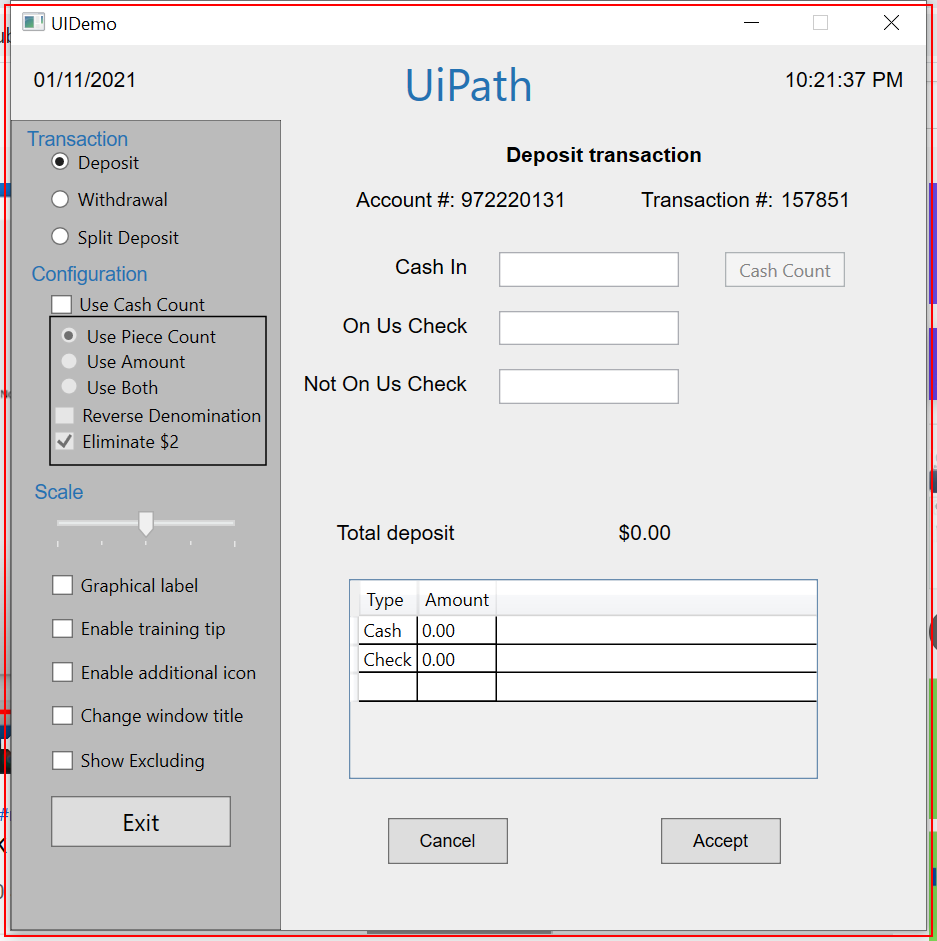 UIDemo
01/11/2021
UiPath
10:21:37 PM
Transaction
Deposit
Withdrawal
Split Deposit
Configuration
Use Cash Count
Use Piece Count
Use Amount
Use Both
Reverse Denomination
Eliminate $2
Scale
Graphical label
Enable training tip
Enable additional icon
Change window title
Show Excluding
Exit
Deposit transaction
Account #: 972220131 Transaction #: 157851
Cash In
Cash Count
On Us Check
Not On Us Check
Total deposit $0.00
Type Amount
Cash 0.00
Check 0.00
Cancel Accept